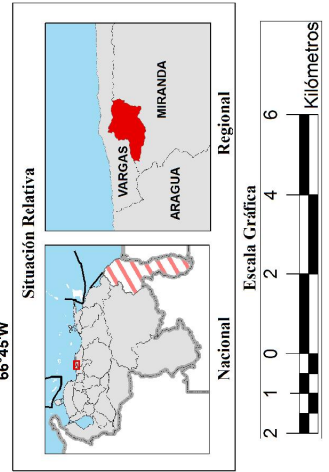 66°45'W
Situación Relativa
VARGAS
MIRANDA
ARAGUA
Nacional
Regional
Escala Gráfica
2 1 0 2 4 6
Kilómetros